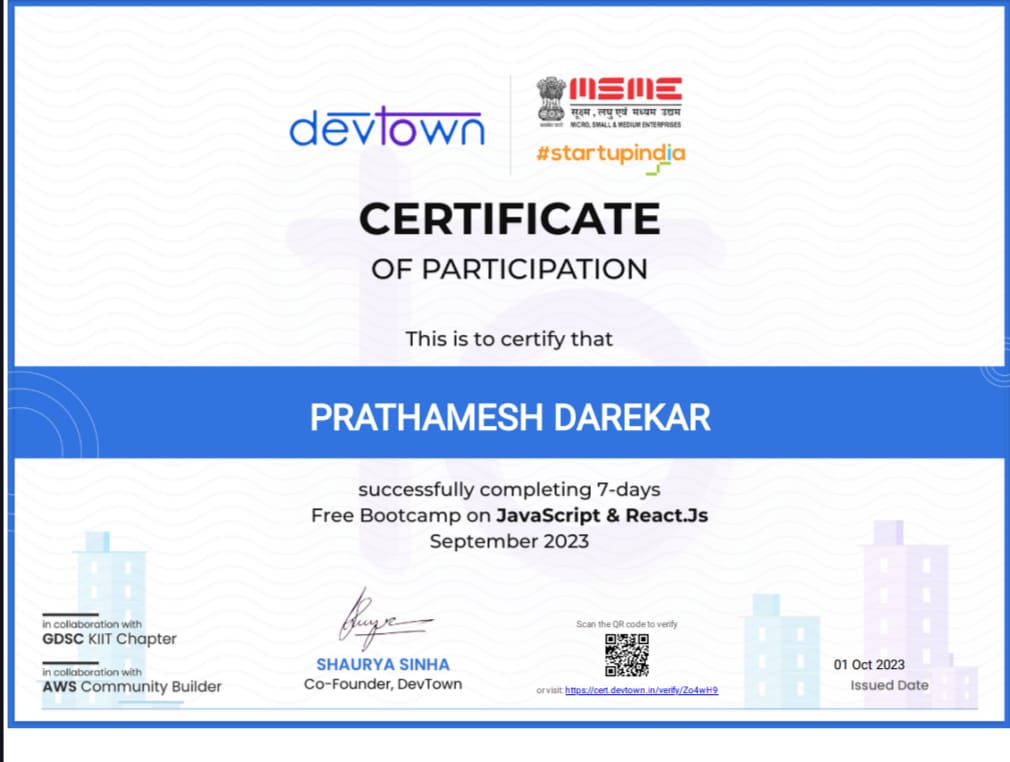 devtown
MSME
सूक्ष्म, लघु एवं मध्यम उद्यम
MICRO, SMALL & MEDIUM ENTERPRISES
#startupindia
CERTIFICATE
OF PARTICIPATION
This is to certify that
PRATHAMESH DAREKAR
successfully completing 7-days
Free Bootcamp on JavaScript & React.Js
September 2023
in collaboration with
GDSC KIIT Chapter
in collaboration with
AWS Community Builder
SHAURYA SINHA
Co-Founder, DevTown
Scan the QR code to verify
or visit: https://cert.devtown.in/verify/Zo4wH9
01 Oct 2023
Issued Date